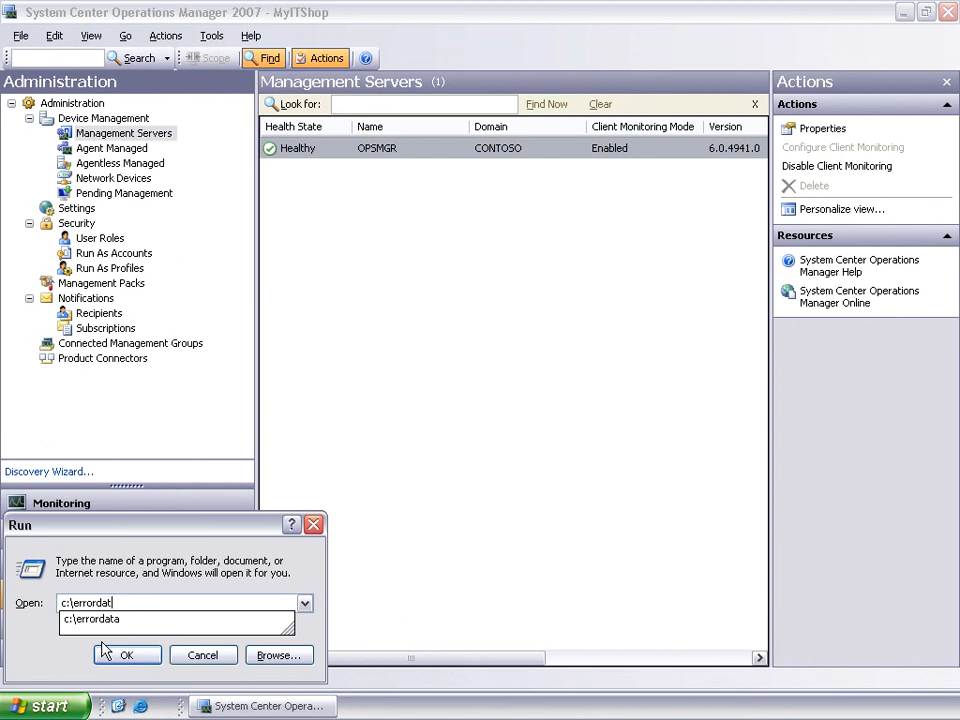 System Center Operations Manager 2007 - MyITShop
File Edit View Go Actions Tools Help
Search Scope Find Actions
Administration
Administration
Device Management
Management Servers
Agent Managed
Agentless Managed
Network Devices
Pending Management
Settings
Security
User Roles
Run As Accounts
Run As Profiles
Management Packs
Notifications
Recipients
Subscriptions
Connected Management Groups
Product Connectors
Discovery Wizard...
Monitoring
Management Servers (1)
Look for: Find Now Clear x
Health State Name Domain Client Monitoring Mode Version
Healthy OPSMGR CONTOSO Enabled 6.0.4941.0
Actions
Actions
Properties
Configure Client Monitoring
Disable Client Monitoring
Delete
Personalize view...
Resources
System Center Operations
Manager Help
System Center Operations
Manager Online
Run
Type the name of a program, folder, document, or
Internet resource, and Windows will open it for you.
Open: c:\errordat
c:\errordata
OK Cancel Browse...
start System Center Opera...